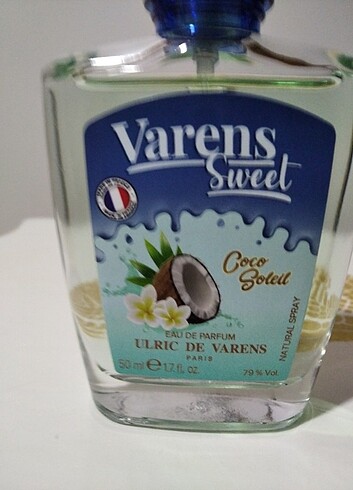 Varens
Sweet
Coco
Soleil
EAU DE PARFUM
ULRIC DE VARENS
PARIS
50 ml e 1.7 fl. oz.
79 % Vol.
NATURAL SPRAY